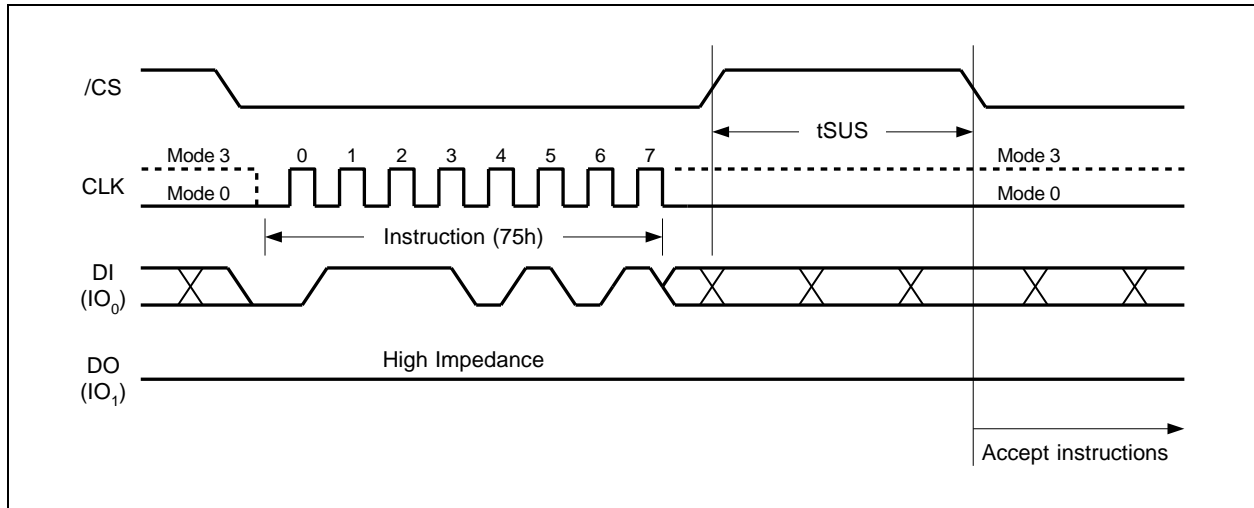 /CS
tSUS
Mode 3 0 1 2 3 4 5 6 7 Mode 3
CLK
Mode 0 Mode 0
Instruction (75h)
DI
(IO₀)
High Impedance
DO
(IO₁)
Accept instructions